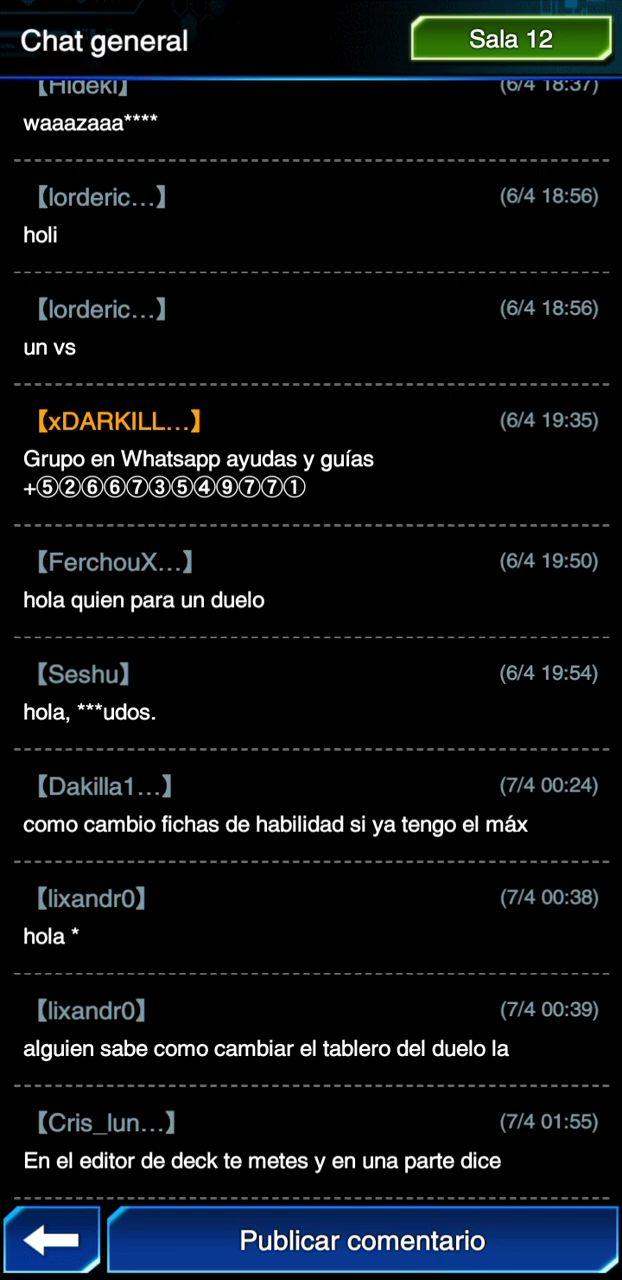 Chat general
Sala 12
【Hideki】
(6/4 18:37)
waaazaaa****
【lorderic...】
(6/4 18:56)
holi
【lorderic...】
(6/4 18:56)
un vs
【xDARKILL...】
(6/4 19:35)
Grupo en Whatsapp ayudas y guías
+⑤②⑥⑥⑦③⑤④⑨⑦⑦①
【FerchouX...】
(6/4 19:50)
hola quien para un duelo
【Seshu】
(6/4 19:54)
hola, ***udos.
【Dakilla1...】
(7/4 00:24)
como cambio fichas de habilidad si ya tengo el máx
【lixandr0】
(7/4 00:38)
hola *
【lixandr0】
(7/4 00:39)
alguien sabe como cambiar el tablero del duelo la
【Cris_lun...】
(7/4 01:55)
En el editor de deck te metes y en una parte dice
Publicar comentario